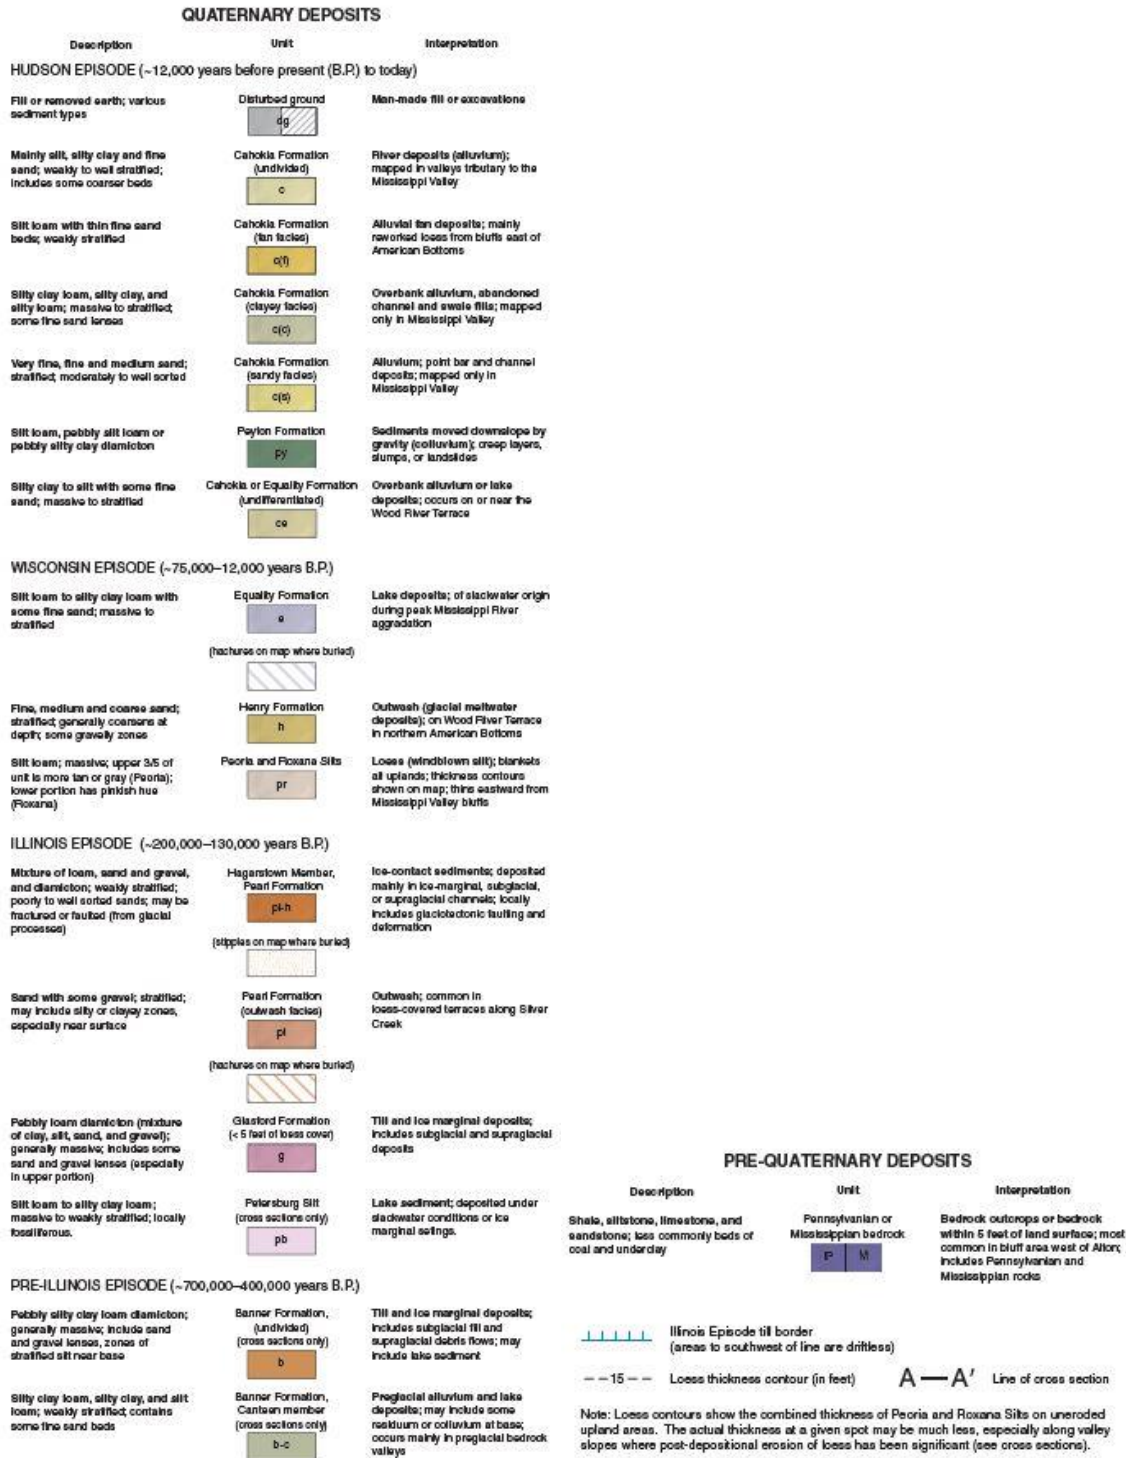 QUATERNARY DEPOSITS
Description Unit Interpretation
HUDSON EPISODE (~12,000 years before present (B.P.) to today)
Fill or removed earth; various
sediment types
Disturbed ground
dg
Man-made fill or excavations
Mainly silt, silty clay and fine
sand; weakly to well stratified;
includes some coarser beds
Cahokia Formation
(undivided)
c
River deposits (alluvium);
mapped in valleys tributary to the
Mississippi Valley
Silt loam with thin fine sand
beds; weakly stratified
Cahokia Formation
(fan facies)
c(f)
Alluvial fan deposits; mainly
reworked loess from bluffs east of
American Bottoms
Silty clay loam, silty clay, and
silty loam; massive to stratified;
some fine sand lenses
Cahokia Formation
(clayey facies)
c(c)
Overbank alluvium, abandoned
channel and swale fills; mapped
only in Mississippi Valley
Very fine, fine and medium sand;
stratified; moderately to well sorted
Cahokia Formation
(sandy facies)
c(s)
Alluvium; point bar and channel
deposits; mapped only in
Mississippi Valley
Silt loam, pebbly silt loam or
pebbly silty clay diamicton
Peyton Formation
py
Sediments moved downslope by
gravity (colluvium); creep layers,
slumps, or landslides
Silty clay to silt with some fine
sand; massive to stratified
Cahokia or Equality Formation
(undifferentiated)
ce
Overbank alluvium or lake
deposits; occurs on or near the
Wood River Terrace
WISCONSIN EPISODE (~75,000–12,000 years B.P.)
Silt loam to silty clay loam with
some fine sand; massive to
stratified
Equality Formation
e
(hachures on map where buried)
Lake deposits; of slackwater origin
during peak Mississippi River
aggradation
Fine, medium and coarse sand;
stratified; generally coarsens at
depth; some gravelly zones
Henry Formation
h
Outwash (glacial meltwater
deposits); on Wood River Terrace
in northern American Bottoms
Silt loam; massive; upper 3/5 of
unit is more tan or gray (Peoria);
lower portion has pinkish hue
(Roxana)
Peoria and Roxana Silts
pr
Loess (windblown silt); blankets
all uplands; thickness contours
shown on map; thins eastward from
Mississippi Valley bluffs
ILLINOIS EPISODE (~200,000–130,000 years B.P.)
Mixture of loam, sand and gravel,
and diamicton; weakly stratified;
poorly to well sorted sands; may be
fractured or faulted (from glacial
processes)
Hagarstown Member,
Pearl Formation
pl-h
(stipples on map where buried)
Ice-contact sediments; deposited
mainly in ice-marginal, subglacial,
or supraglacial channels; locally
includes glaciotectonic faulting and
deformation
Sand with some gravel; stratified;
may include silty or clayey zones,
especially near surface
Pearl Formation
(outwash facies)
pl
(hachures on map where buried)
Outwash; common in
loess-covered terraces along Silver
Creek
Pebbly loam diamicton (mixture
of clay, silt, sand, and gravel);
generally massive; includes some
sand and gravel lenses (especially
in upper portion)
Glasford Formation
(< 5 feet of loess cover)
g
Till and ice marginal deposits;
includes subglacial and supraglacial
deposits
Silt loam to silty clay loam;
massive to weakly stratified; locally
fossiliferous.
Petersburg Silt
(cross sections only)
pb
Lake sediment; deposited under
slackwater conditions or ice
marginal setings.
PRE-ILLINOIS EPISODE (~700,000–400,000 years B.P.)
Pebbly silty clay loam diamicton;
generally massive; include sand
and gravel lenses, zones of
stratified silt near base
Banner Formation,
(undivided)
(cross sections only)
b
Till and ice marginal deposits;
includes subglacial till and
supraglacial debris flows; may
include lake sediment
Silty clay loam, silty clay, and silt
loam; weakly stratified; contains
some fine sand beds
Banner Formation,
Canteen member
(cross sections only)
b-c
Preglacial alluvium and lake
deposits; may include some
residuum or colluvium at base;
occurs mainly in preglacial bedrock
valleys
PRE-QUATERNARY DEPOSITS
Description Unit Interpretation
Shale, siltstone, limestone, and
sandstone; less commonly beds of
coal and underclay
Pennsylvanian or
Mississippian bedrock
IP M
Bedrock outcrops or bedrock
within 5 feet of land surface; most
common in bluff area west of Alton;
includes Pennsylvanian and
Mississippian rocks
Illinois Episode till border
(areas to southwest of line are driftless)
15 Loess thickness contour (in feet)
A — A' Line of cross section
Note: Loess contours show the combined thickness of Peoria and Roxana Silts on uneroded
upland areas. The actual thickness at a given spot may be much less, especially along valley
slopes where post-depositional erosion of loess has been significant (see cross sections).